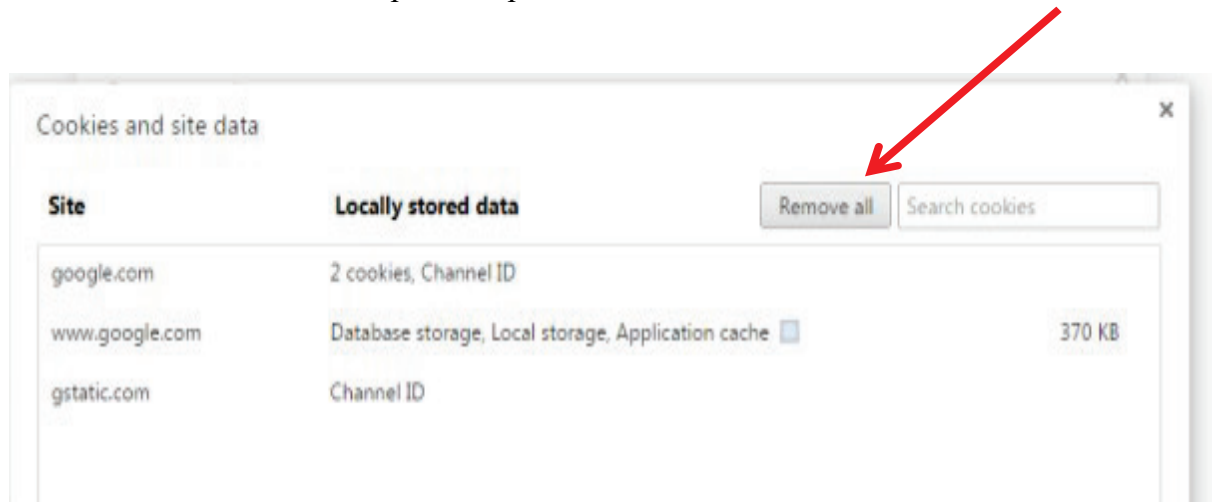 Cookies and site data
Site Locally stored data Remove all Search cookies
google.com 2 cookies, Channel ID
www.google.com Database storage, Local storage, Application cache 370 KB
gstatic.com Channel ID